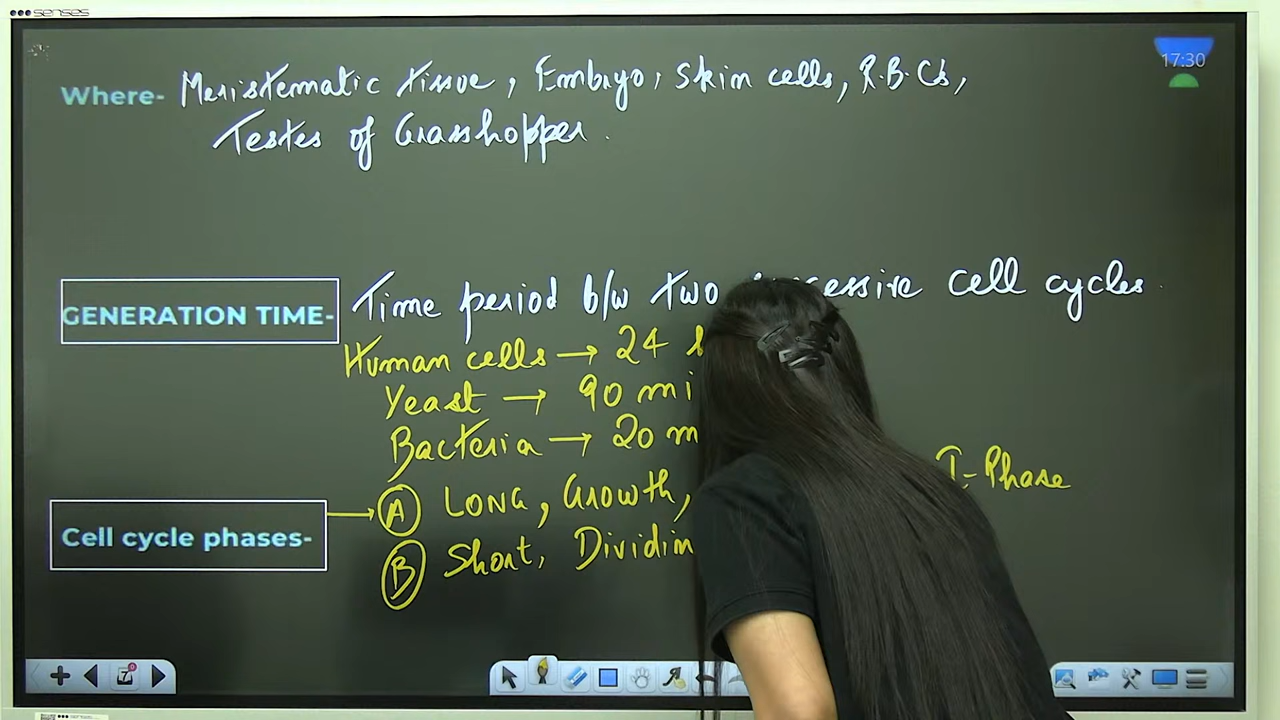 senses
17:30
Where- Meristematic tissue, Embryo, Skin cells, R.B.Cs,
Testes of Grasshopper.
GENERATION TIME- Time period b/w two cell cycles
Human cells → 24
Yeast → 90
Bacteria → 20
Cell cycle phases- → A Long, Growth, I-Phase
B Short,